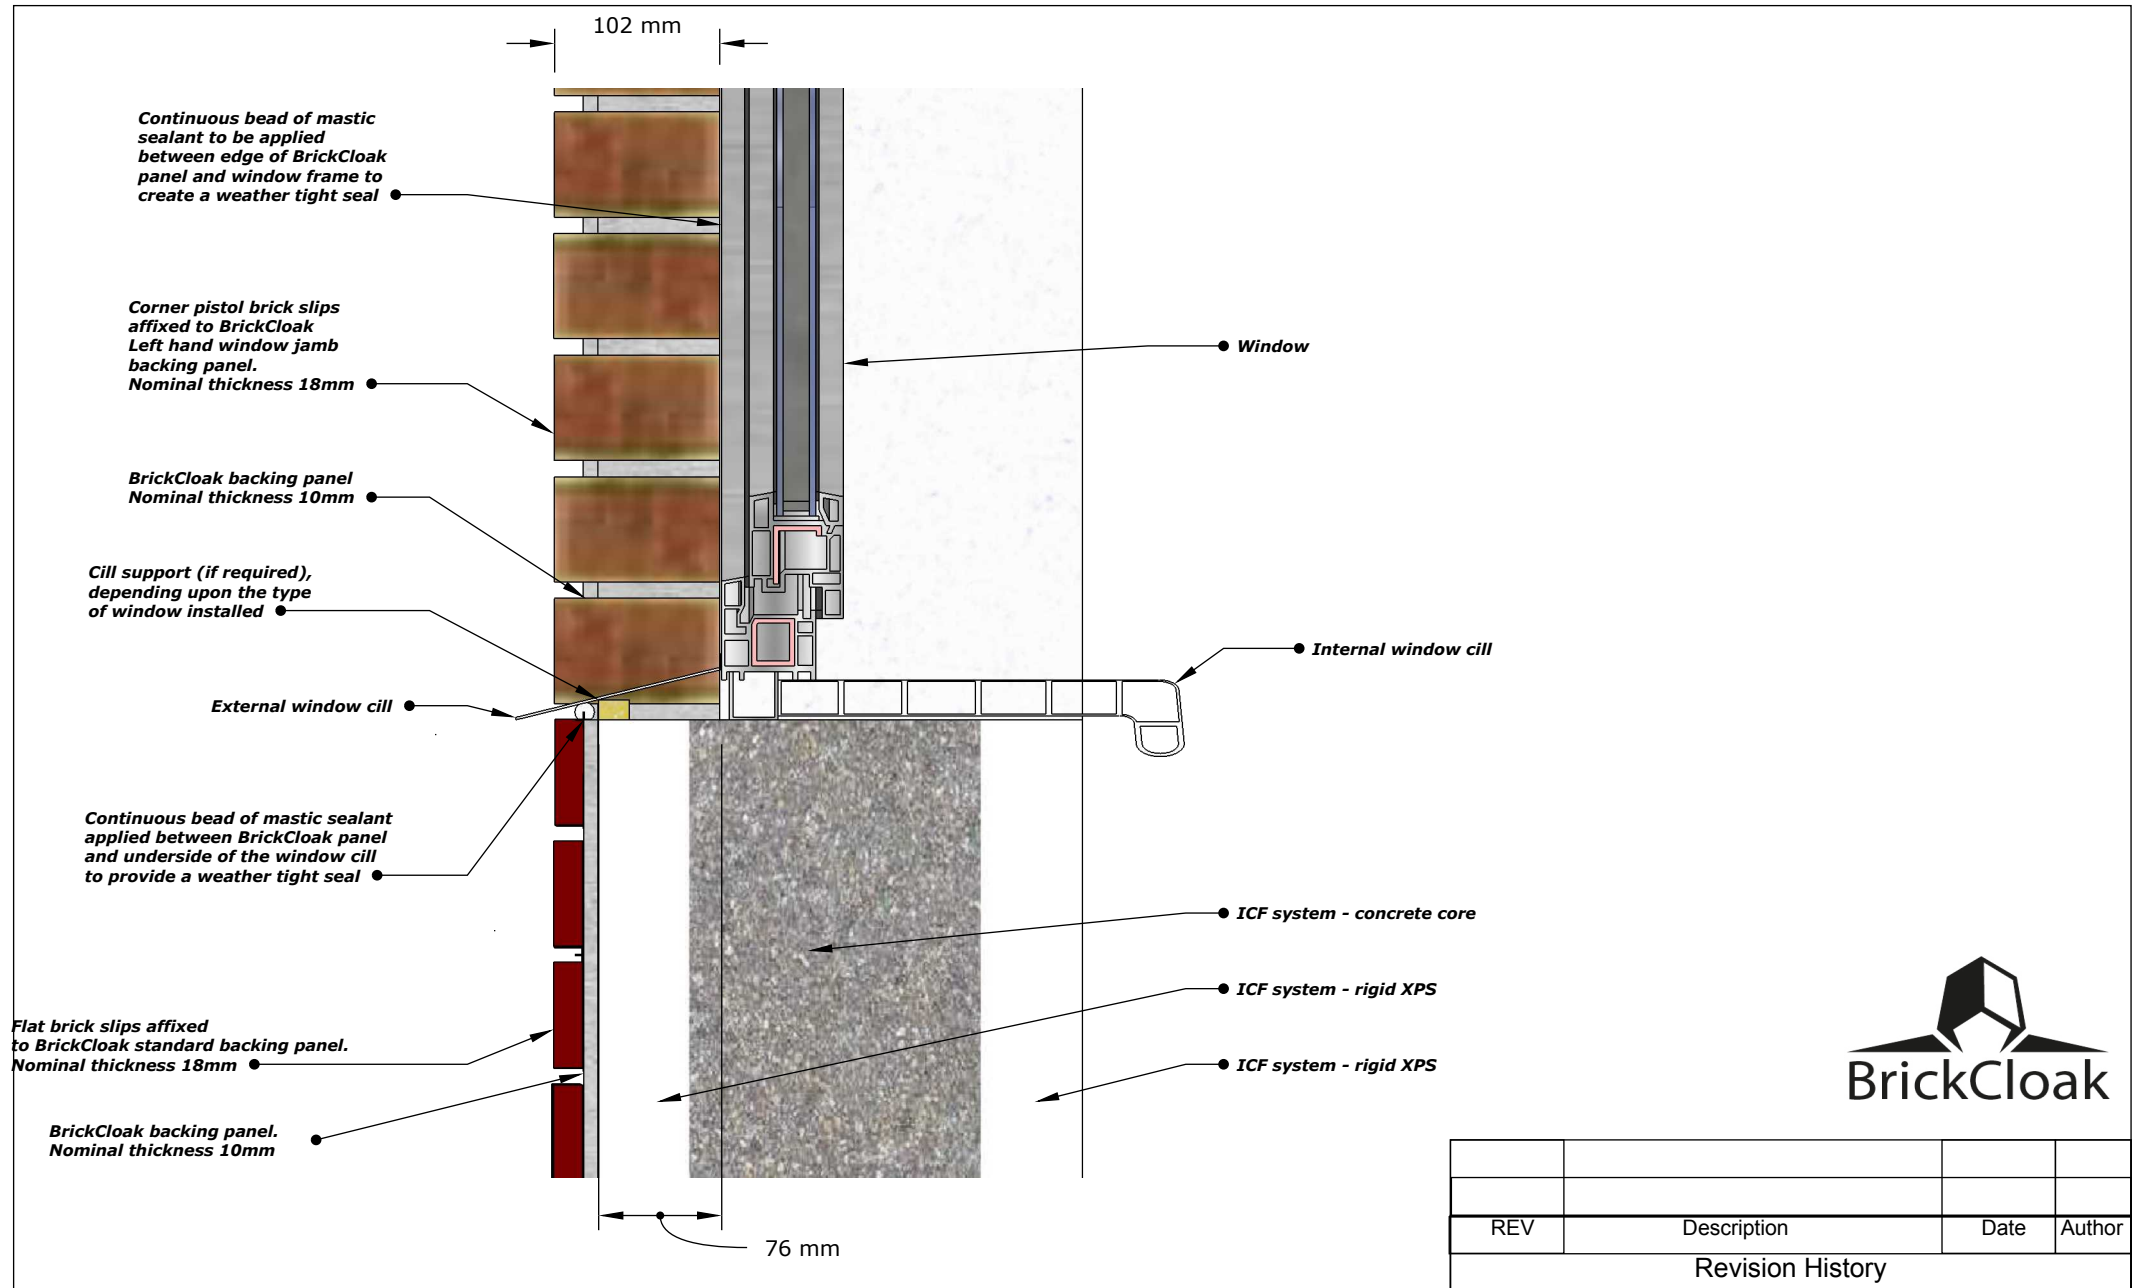 102 mm
Continuous bead of mastic
sealant to be applied
between edge of BrickCloak
panel and window frame to
create a weather tight seal
Corner pistol brick slips
affixed to BrickCloak
Left hand window jamb
backing panel.
Nominal thickness 18mm
Window
BrickCloak backing panel
Nominal thickness 10mm
Cill support (if required),
depending upon the type
of window installed
Internal window cill
External window cill
Continuous bead of mastic sealant
applied between BrickCloak panel
and underside of the window cill
to provide a weather tight seal
ICF system - concrete core
ICF system - rigid XPS
Flat brick slips affixed
to BrickCloak standard backing panel.
Nominal thickness 18mm
ICF system - rigid XPS
BrickCloak
BrickCloak backing panel.
Nominal thickness 10mm
76 mm
REV Description Date Author
Revision History